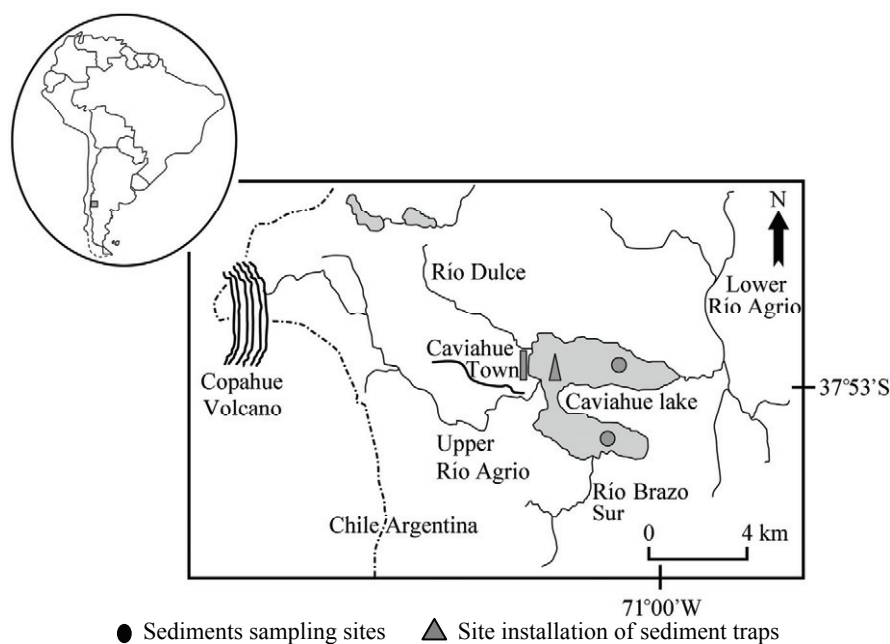 N
Río Dulce
Lower
Río Agrio
Caviahue
Town
Copahue
Volcano
Caviahue lake
37°53’S
Upper
Río Agrio
Río Brazo
Sur
Chile Argentina
0 4 km
71°00’W
Sediments sampling sites Site installation of sediment traps